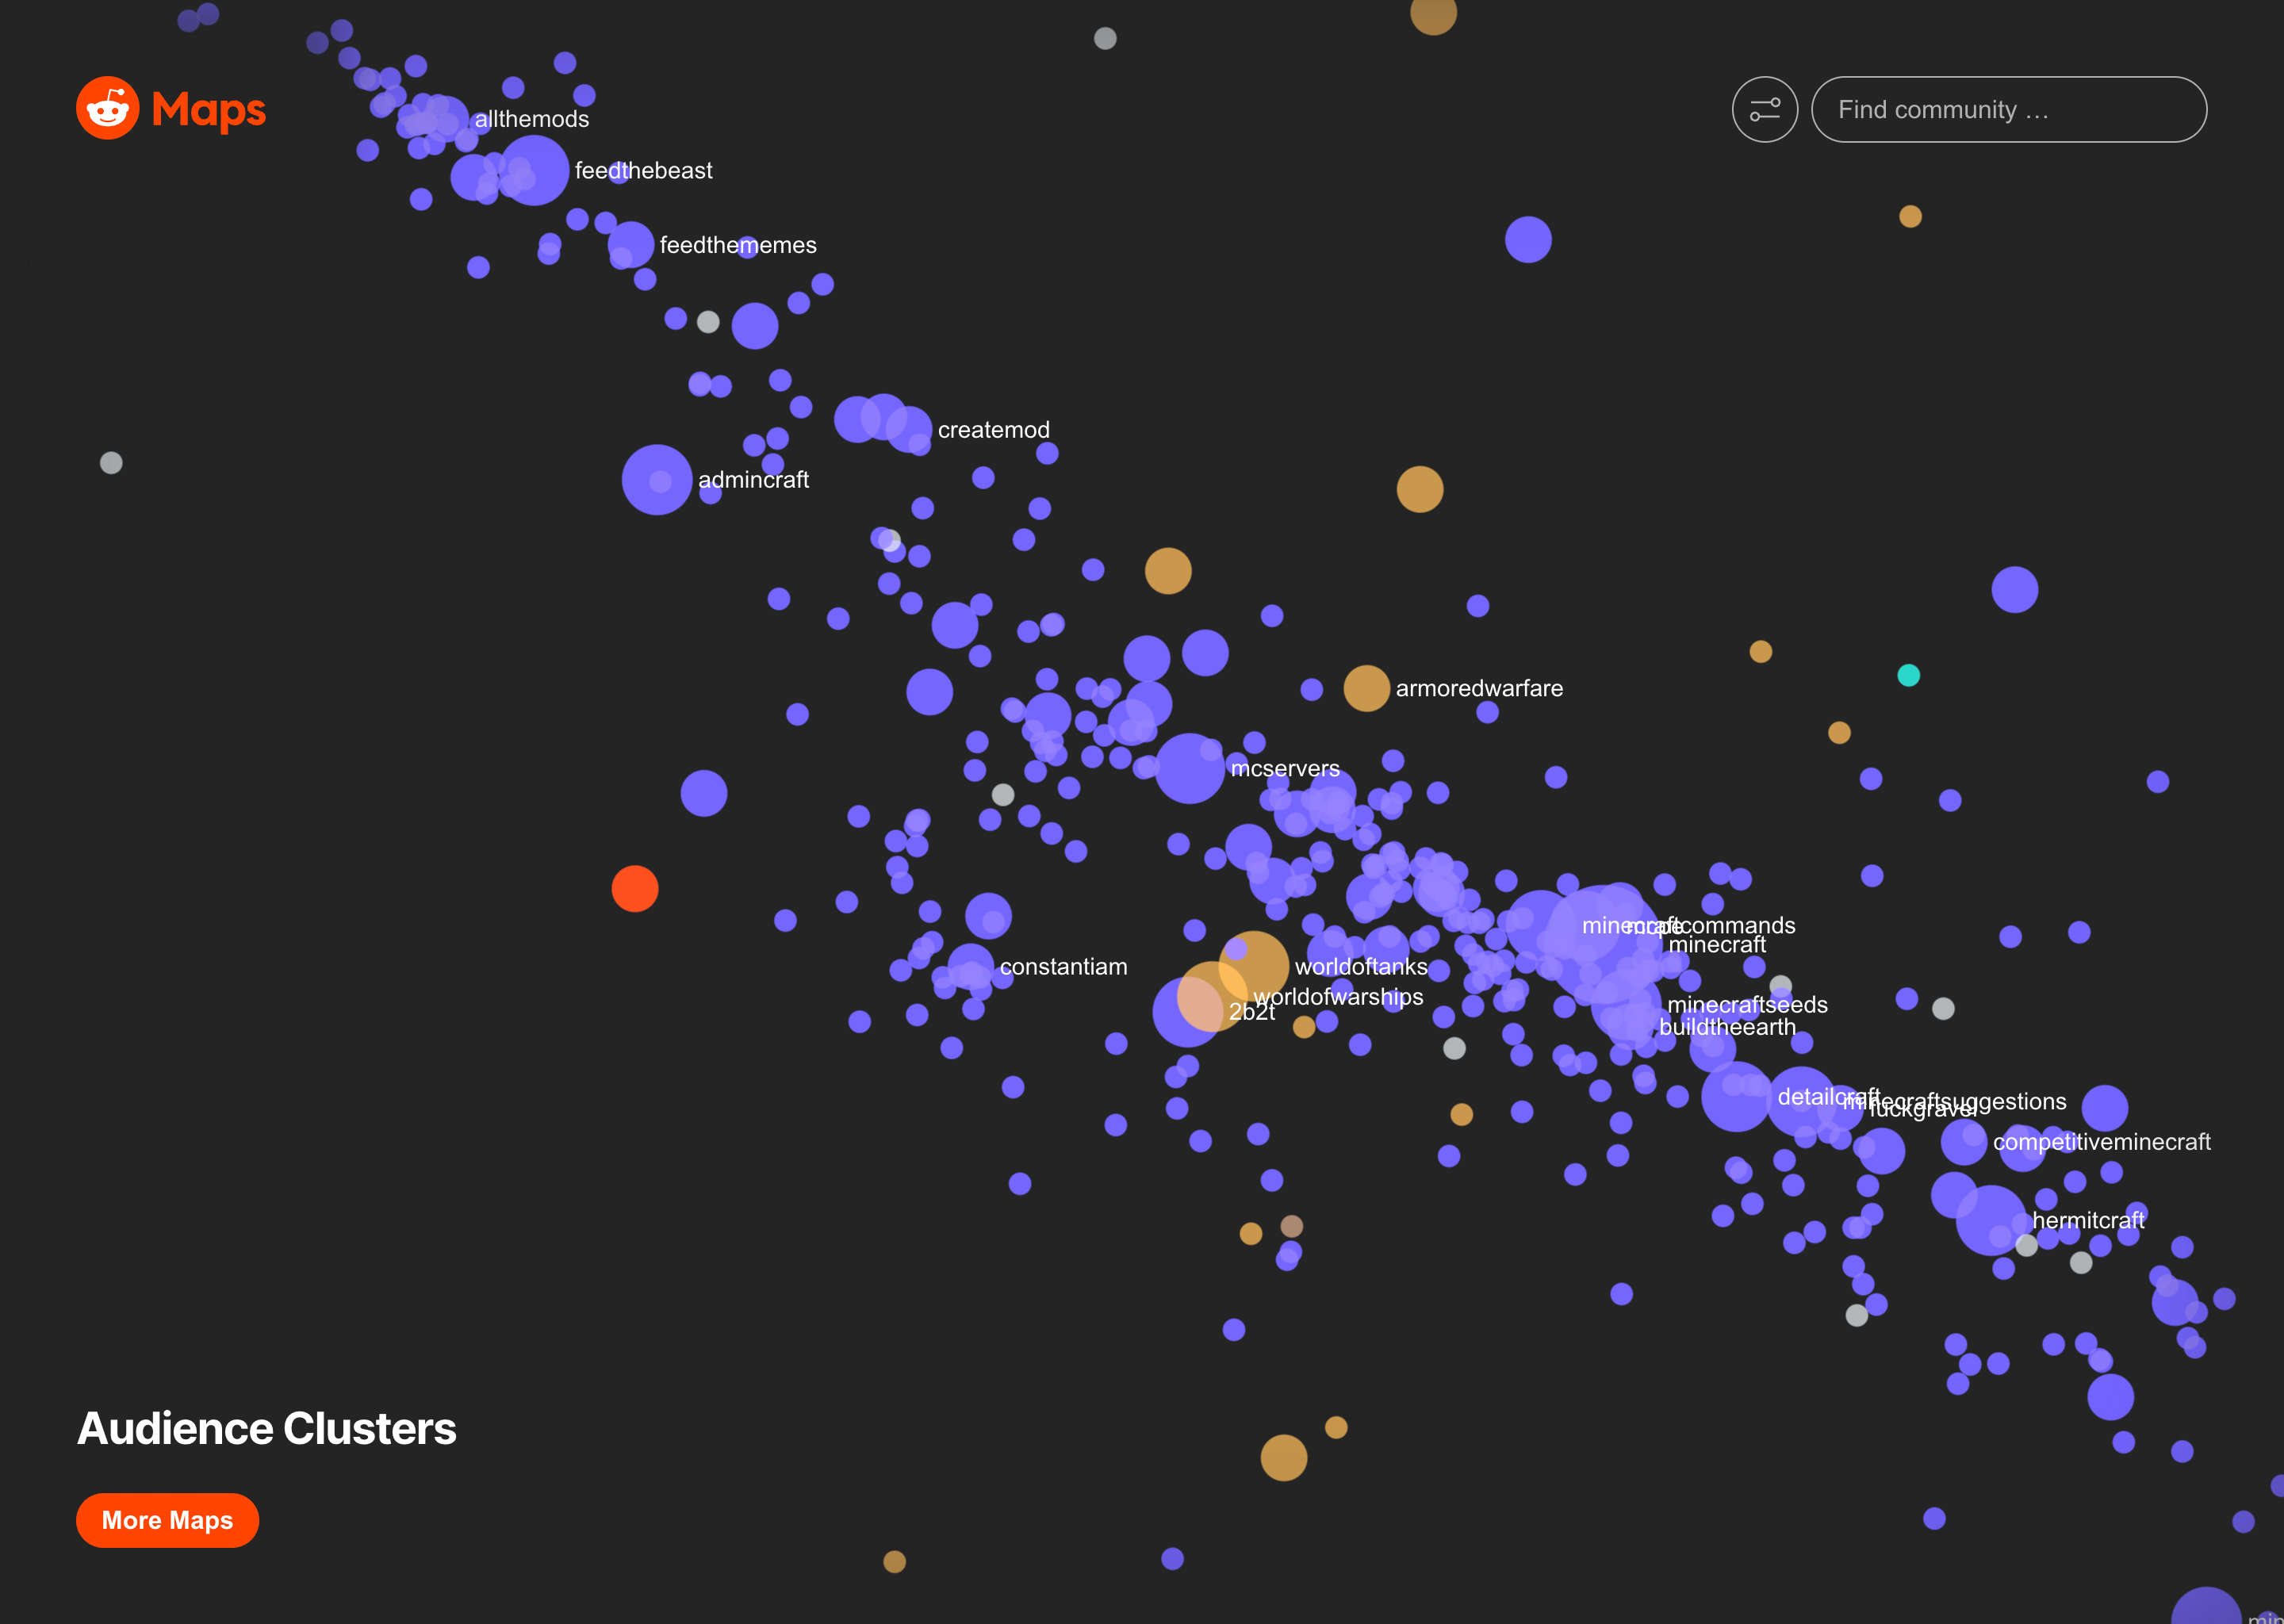 Maps
Find community …
allthemods
feedthebeast
feedthememes
createmod
admincraft
armoredwarfare
mcservers
minecraftcommands
mcpe
minecraft
constantiam
worldoftanks
worldofwarships
2b2t
minecraftseeds
buildtheearth
detailcraft
minecraftsuggestions
fuckgravel
competitiveminecraft
hermitcraft
Audience Clusters
More Maps